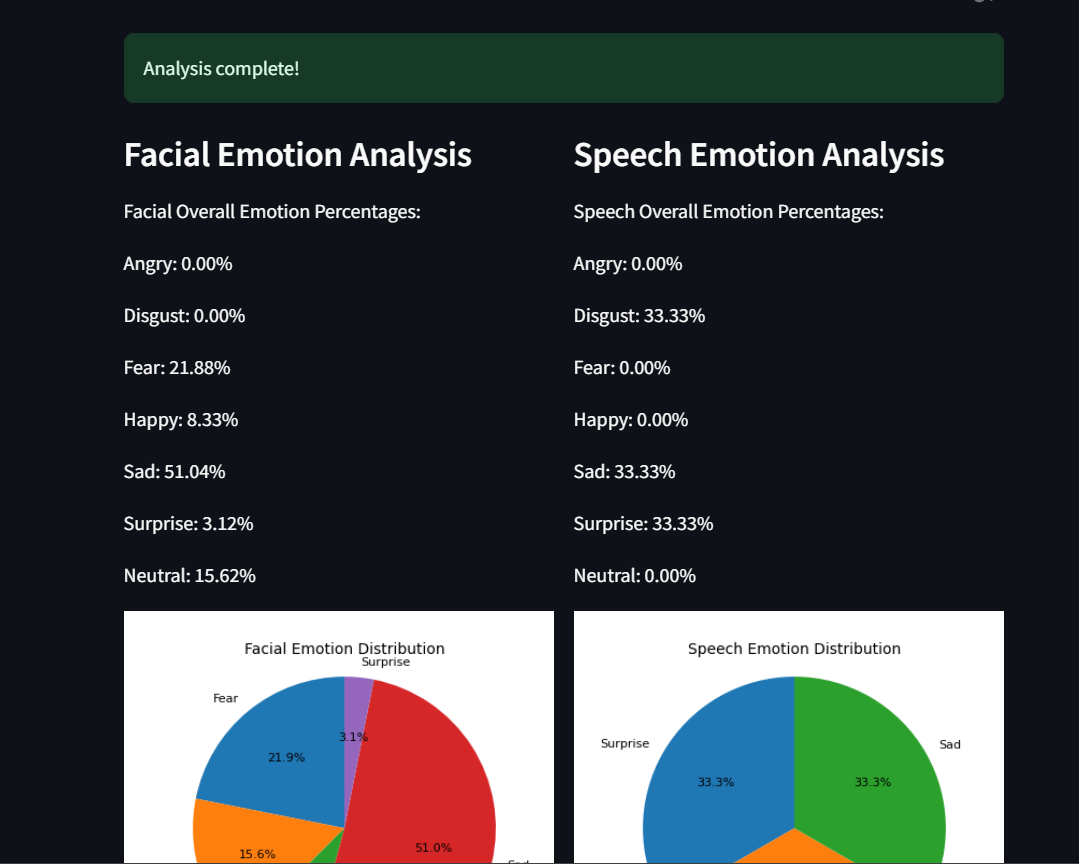 Analysis complete!
Facial Emotion Analysis
Facial Overall Emotion Percentages:
Angry: 0.00%
Disgust: 0.00%
Fear: 21.88%
Happy: 8.33%
Sad: 51.04%
Surprise: 3.12%
Neutral: 15.62%
Facial Emotion Distribution
Surprise
Fear
3.1%
21.9%
51.0%
15.6%
Speech Emotion Analysis
Speech Overall Emotion Percentages:
Angry: 0.00%
Disgust: 33.33%
Fear: 0.00%
Happy: 0.00%
Sad: 33.33%
Surprise: 33.33%
Neutral: 0.00%
Speech Emotion Distribution
Surprise
Sad
33.3%
33.3%